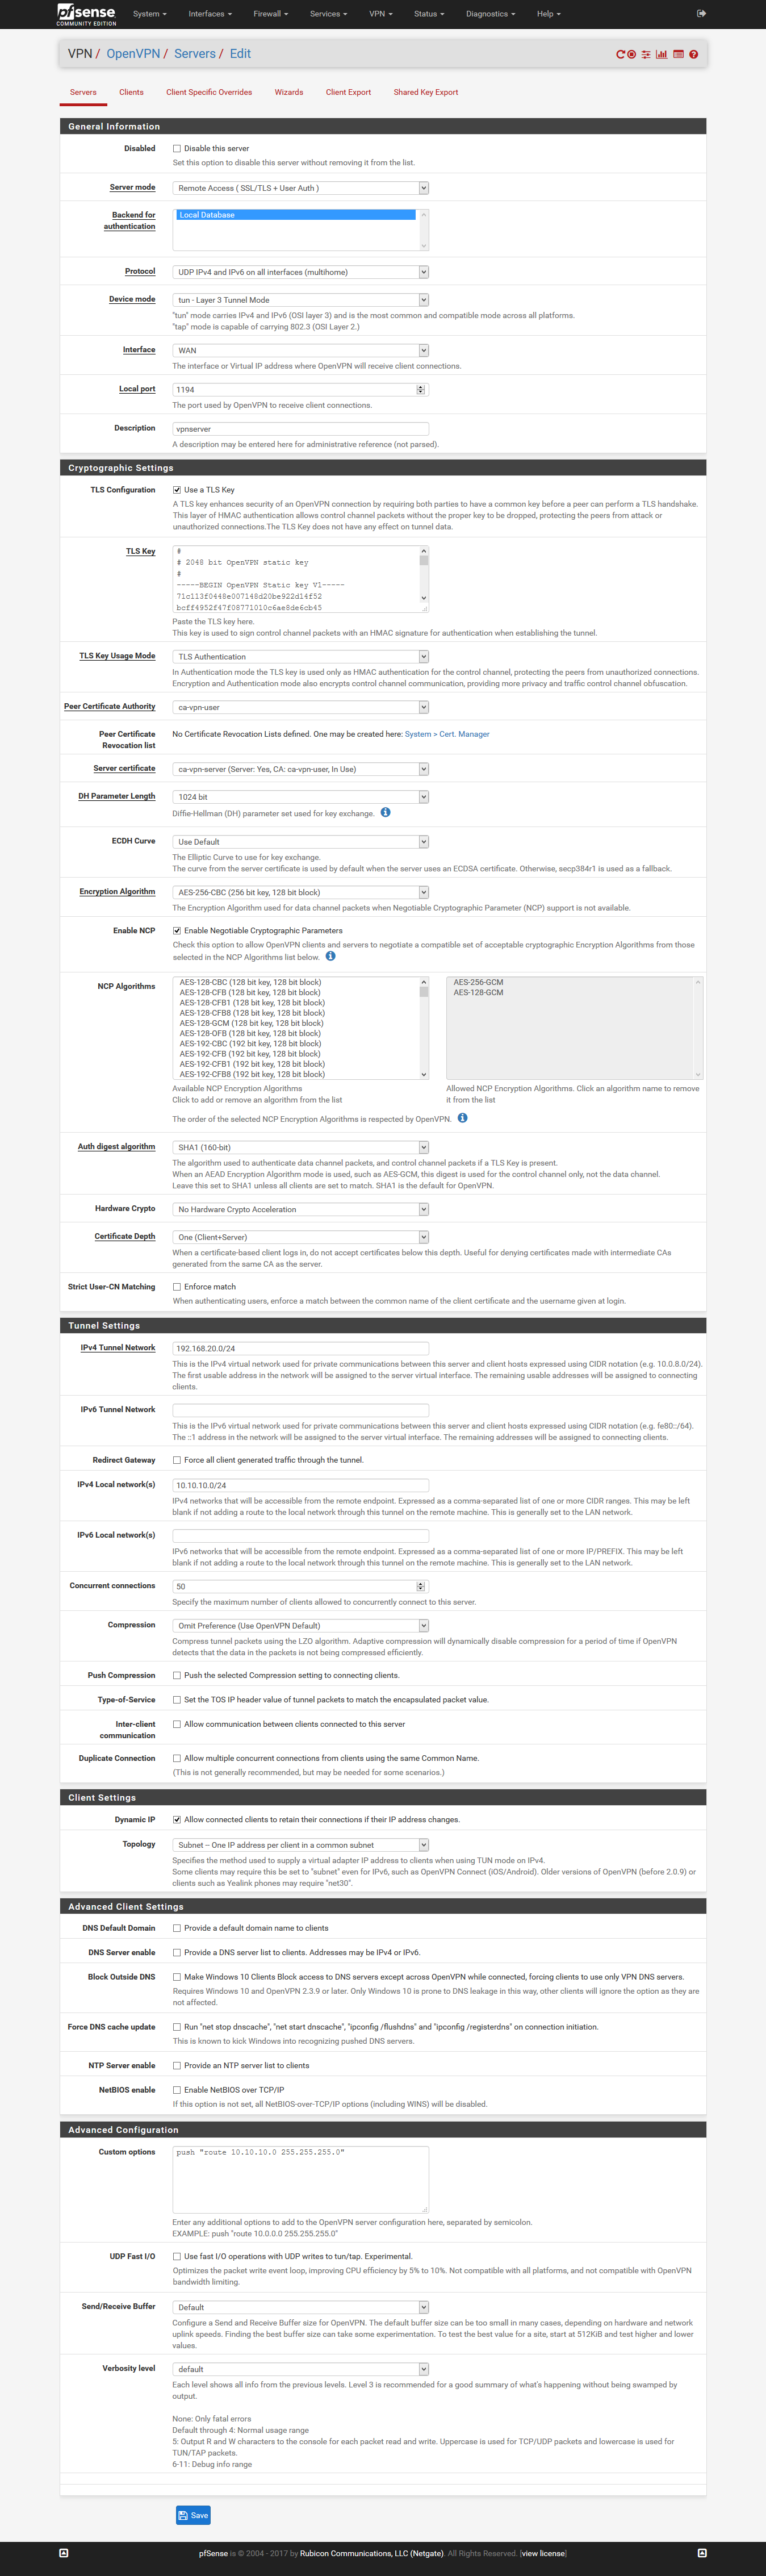 pfsense
COMMUNITY EDITION
System
Interfaces
Firewall
Services
VPN
Status
Diagnostics
Help
VPN / OpenVPN / Servers / Edit
Servers
Clients
Client Specific Overrides
Wizards
Client Export
Shared Key Export
General Information
Disabled
Disable this server
Set this option to disable this server without removing it from the list.
Server mode
Remote Access ( SSL/TLS + User Auth )
Backend for
authentication
Local Database
Protocol
UDP IPv4 and IPv6 on all interfaces (multihome)
Device mode
tun - Layer 3 Tunnel Mode
"tun" mode carries IPv4 and IPv6 (OSI layer 3) and is the most common and compatible mode across all platforms.
"tap" mode is capable of carrying 802.3 (OSI Layer 2.)
Interface
WAN
The interface or Virtual IP address where OpenVPN will receive client connections.
Local port
1194
The port used by OpenVPN to receive client connections.
Description
vpnserver
A description may be entered here for administrative reference (not parsed).
Cryptographic Settings
TLS Configuration
Use a TLS Key
A TLS key enhances security of an OpenVPN connection by requiring both parties to have a common key before a peer can perform a TLS handshake.
This layer of HMAC authentication allows control channel packets without the proper key to be dropped, protecting the peers from attack or
unauthorized connections.The TLS Key does not have any effect on tunnel data.
TLS Key
#
# 2048 bit OpenVPN static key
#
-----BEGIN OpenVPN Static key V1-----
71c113f0448e007148d20be922d14f52
bcff4952f47f08771010c6ae8de6cb45
Paste the TLS key here.
This key is used to sign control channel packets with an HMAC signature for authentication when establishing the tunnel.
TLS Key Usage Mode
TLS Authentication
In Authentication mode the TLS key is used only as HMAC authentication for the control channel, protecting the peers from unauthorized connections.
Encryption and Authentication mode also encrypts control channel communication, providing more privacy and traffic control channel obfuscation.
Peer Certificate Authority
ca-vpn-user
Peer Certificate
Revocation list
No Certificate Revocation Lists defined. One may be created here: System > Cert. Manager
Server certificate
ca-vpn-server (Server: Yes, CA: ca-vpn-user, In Use)
DH Parameter Length
1024 bit
Diffie-Hellman (DH) parameter set used for key exchange.
ECDH Curve
Use Default
The Elliptic Curve to use for key exchange.
The curve from the server certificate is used by default when the server uses an ECDSA certificate. Otherwise, secp384r1 is used as a fallback.
Encryption Algorithm
AES-256-CBC (256 bit key, 128 bit block)
The Encryption Algorithm used for data channel packets when Negotiable Cryptographic Parameter (NCP) support is not available.
Enable NCP
Enable Negotiable Cryptographic Parameters
Check this option to allow OpenVPN clients and servers to negotiate a compatible set of acceptable cryptographic Encryption Algorithms from those
selected in the NCP Algorithms list below.
NCP Algorithms
AES-128-CBC (128 bit key, 128 bit block)
AES-128-CFB (128 bit key, 128 bit block)
AES-128-CFB1 (128 bit key, 128 bit block)
AES-128-CFB8 (128 bit key, 128 bit block)
AES-128-GCM (128 bit key, 128 bit block)
AES-128-OFB (128 bit key, 128 bit block)
AES-192-CBC (192 bit key, 128 bit block)
AES-192-CFB (192 bit key, 128 bit block)
AES-192-CFB1 (192 bit key, 128 bit block)
AES-192-CFB8 (192 bit key, 128 bit block)
AES-256-GCM
AES-128-GCM
Available NCP Encryption Algorithms
Click to add or remove an algorithm from the list
Allowed NCP Encryption Algorithms. Click an algorithm name to remove
it from the list
The order of the selected NCP Encryption Algorithms is respected by OpenVPN.
Auth digest algorithm
SHA1 (160-bit)
The algorithm used to authenticate data channel packets, and control channel packets if a TLS Key is present.
When an AEAD Encryption Algorithm mode is used, such as AES-GCM, this digest is used for the control channel only, not the data channel.
Leave this set to SHA1 unless all clients are set to match. SHA1 is the default for OpenVPN.
Hardware Crypto
No Hardware Crypto Acceleration
Certificate Depth
One (Client+Server)
When a certificate-based client logs in, do not accept certificates below this depth. Useful for denying certificates made with intermediate CAs
generated from the same CA as the server.
Strict User-CN Matching
Enforce match
When authenticating users, enforce a match between the common name of the client certificate and the username given at login.
Tunnel Settings
IPv4 Tunnel Network
192.168.20.0/24
This is the IPv4 virtual network used for private communications between this server and client hosts expressed using CIDR notation (e.g. 10.0.8.0/24).
The first usable address in the network will be assigned to the server virtual interface. The remaining usable addresses will be assigned to connecting
clients.
IPv6 Tunnel Network
This is the IPv6 virtual network used for private communications between this server and client hosts expressed using CIDR notation (e.g. fe80::/64).
The ::1 address in the network will be assigned to the server virtual interface. The remaining addresses will be assigned to connecting clients.
Redirect Gateway
Force all client generated traffic through the tunnel.
IPv4 Local network(s)
10.10.10.0/24
IPv4 networks that will be accessible from the remote endpoint. Expressed as a comma-separated list of one or more CIDR ranges. This may be left
blank if not adding a route to the local network through this tunnel on the remote machine. This is generally set to the LAN network.
IPv6 Local network(s)
IPv6 networks that will be accessible from the remote endpoint. Expressed as a comma-separated list of one or more IP/PREFIX. This may be left
blank if not adding a route to the local network through this tunnel on the remote machine. This is generally set to the LAN network.
Concurrent connections
50
Specify the maximum number of clients allowed to concurrently connect to this server.
Compression
Omit Preference (Use OpenVPN Default)
Compress tunnel packets using the LZO algorithm. Adaptive compression will dynamically disable compression for a period of time if OpenVPN
detects that the data in the packets is not being compressed efficiently.
Push Compression
Push the selected Compression setting to connecting clients.
Type-of-Service
Set the TOS IP header value of tunnel packets to match the encapsulated packet value.
Inter-client
communication
Allow communication between clients connected to this server
Duplicate Connection
Allow multiple concurrent connections from clients using the same Common Name.
(This is not generally recommended, but may be needed for some scenarios.)
Client Settings
Dynamic IP
Allow connected clients to retain their connections if their IP address changes.
Topology
Subnet -- One IP address per client in a common subnet
Specifies the method used to supply a virtual adapter IP address to clients when using TUN mode on IPv4.
Some clients may require this be set to "subnet" even for IPv6, such as OpenVPN Connect (iOS/Android). Older versions of OpenVPN (before 2.0.9) or
clients such as Yealink phones may require "net30".
Advanced Client Settings
DNS Default Domain
Provide a default domain name to clients
DNS Server enable
Provide a DNS server list to clients. Addresses may be IPv4 or IPv6.
Block Outside DNS
Make Windows 10 Clients Block access to DNS servers except across OpenVPN while connected, forcing clients to use only VPN DNS servers.
Requires Windows 10 and OpenVPN 2.3.9 or later. Only Windows 10 is prone to DNS leakage in this way, other clients will ignore the option as they are
not affected.
Force DNS cache update
Run "net stop dnscache", "net start dnscache", "ipconfig /flushdns" and "ipconfig /registerdns" on connection initiation.
This is known to kick Windows into recognizing pushed DNS servers.
NTP Server enable
Provide an NTP server list to clients
NetBIOS enable
Enable NetBIOS over TCP/IP
If this option is not set, all NetBIOS-over-TCP/IP options (including WINS) will be disabled.
Advanced Configuration
Custom options
push "route 10.10.10.0 255.255.255.0"
Enter any additional options to add to the OpenVPN server configuration here, separated by semicolon.
EXAMPLE: push "route 10.0.0.0 255.255.255.0"
UDP Fast I/O
Use fast I/O operations with UDP writes to tun/tap. Experimental.
Optimizes the packet write event loop, improving CPU efficiency by 5% to 10%. Not compatible with all platforms, and not compatible with OpenVPN
bandwidth limiting.
Send/Receive Buffer
Default
Configure a Send and Receive Buffer size for OpenVPN. The default buffer size can be too small in many cases, depending on hardware and network
uplink speeds. Finding the best buffer size can take some experimentation. To test the best value for a site, start at 512KiB and test higher and lower
values.
Verbosity level
default
Each level shows all info from the previous levels. Level 3 is recommended for a good summary of what's happening without being swamped by
output.
None: Only fatal errors
Default through 4: Normal usage range
5: Output R and W characters to the console for each packet read and write. Uppercase is used for TCP/UDP packets and lowercase is used for
TUN/TAP packets.
6-11: Debug info range
Save
pfSense is © 2004 - 2017 by Rubicon Communications, LLC (Netgate). All Rights Reserved. [view license]